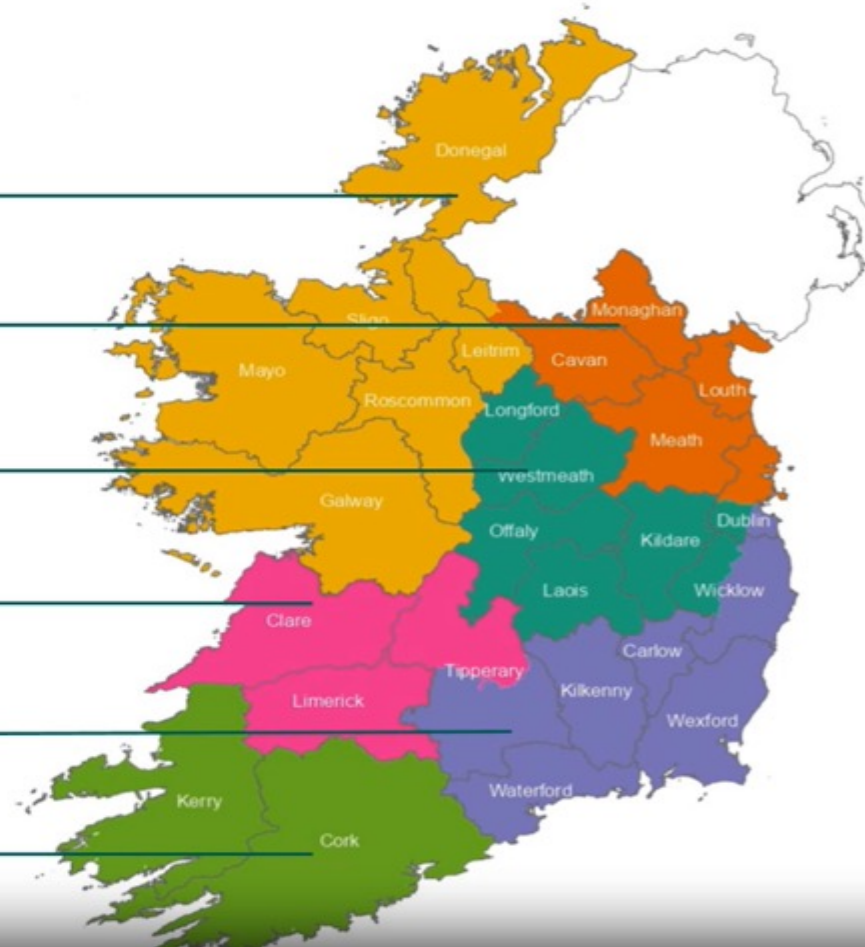 Donegal
Monaghan
Sligo
Leitrim
Cavan
Mayo
Louth
Roscommon
Longford
Meath
Westmeath
Galway
Dublin
Offaly
Kildare
Laois
Wicklow
Clare
Carlow
Tipperary
Kilkenny
Limerick
Wexford
Waterford
Kerry
Cork